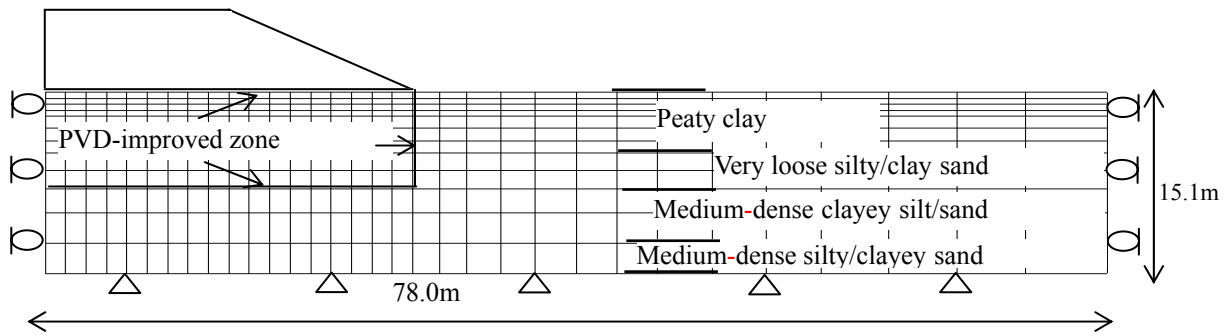 Peaty clay
PVD-improved zone
Very loose silty/clay sand
15.1m
Medium-dense clayey silt/sand
Medium-dense silty/clayey sand
78.0m